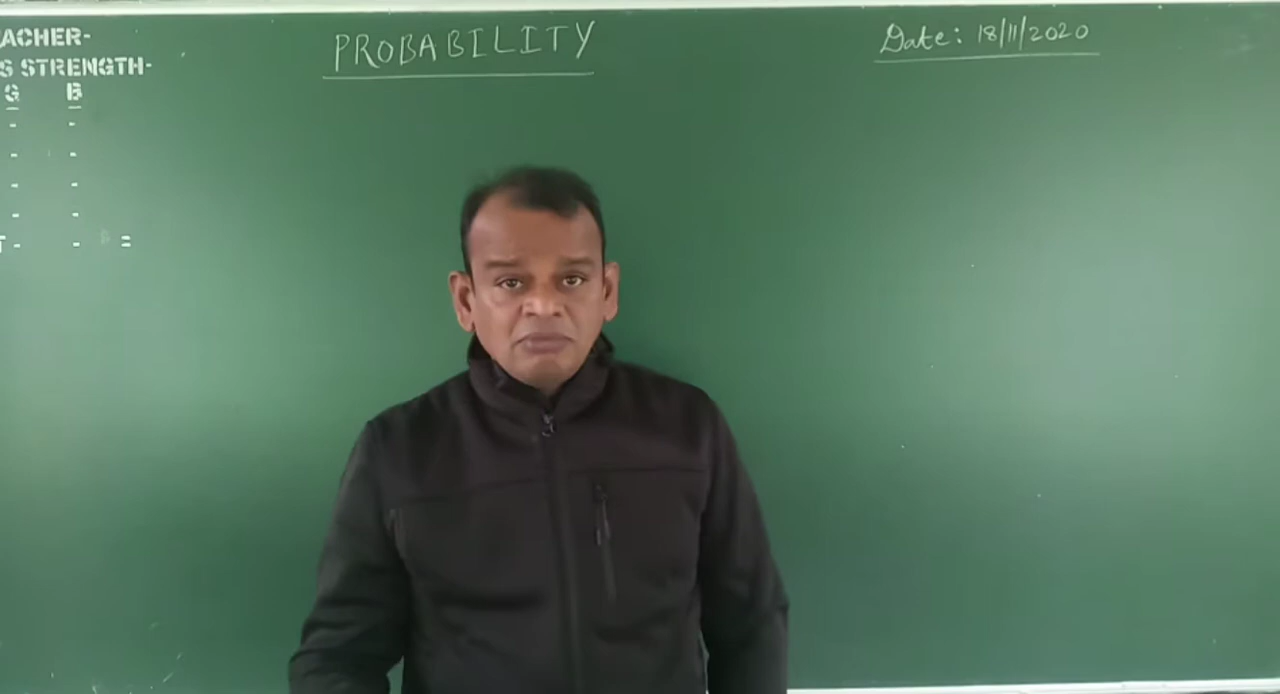 ACHER-
S STRENGTH-
G B
- -
- -
- -
- -
T- - =
PROBABILITY
Date: 18/11/2020